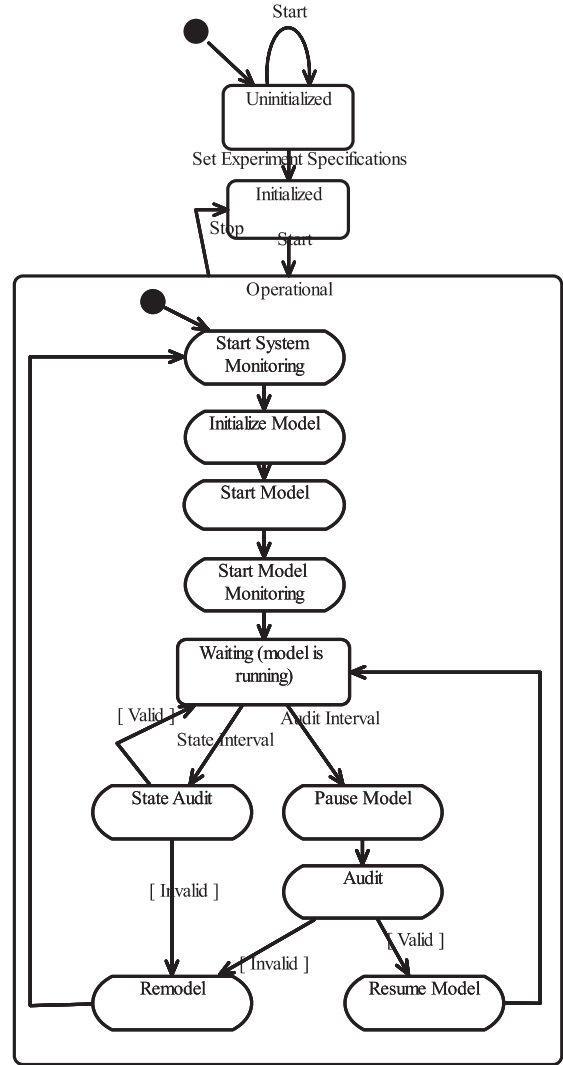 Start
Uninitialized
Set Experiment Specifications
Initialized
Stop
Start
Operational
Start System
Monitoring
Initialize Model
Start Model
Start Model
Monitoring
Waiting (model is
running)
[ Valid ]
Audit Interval
State Interval
State Audit
Pause Model
Audit
[ Invalid ]
[ Valid ]
[ Invalid ]
Remodel
Resume Model